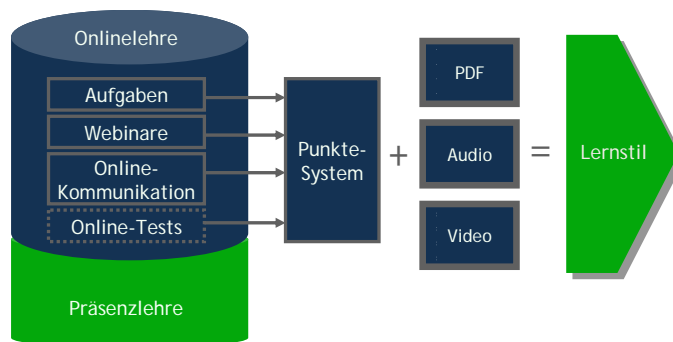 Onlinelehre
Aufgaben
Webinare
Online-
Kommunikation
Online-Tests
Präsenzlehre
Punkte-
System
+
PDF
Audio
Video
=
Lernstil